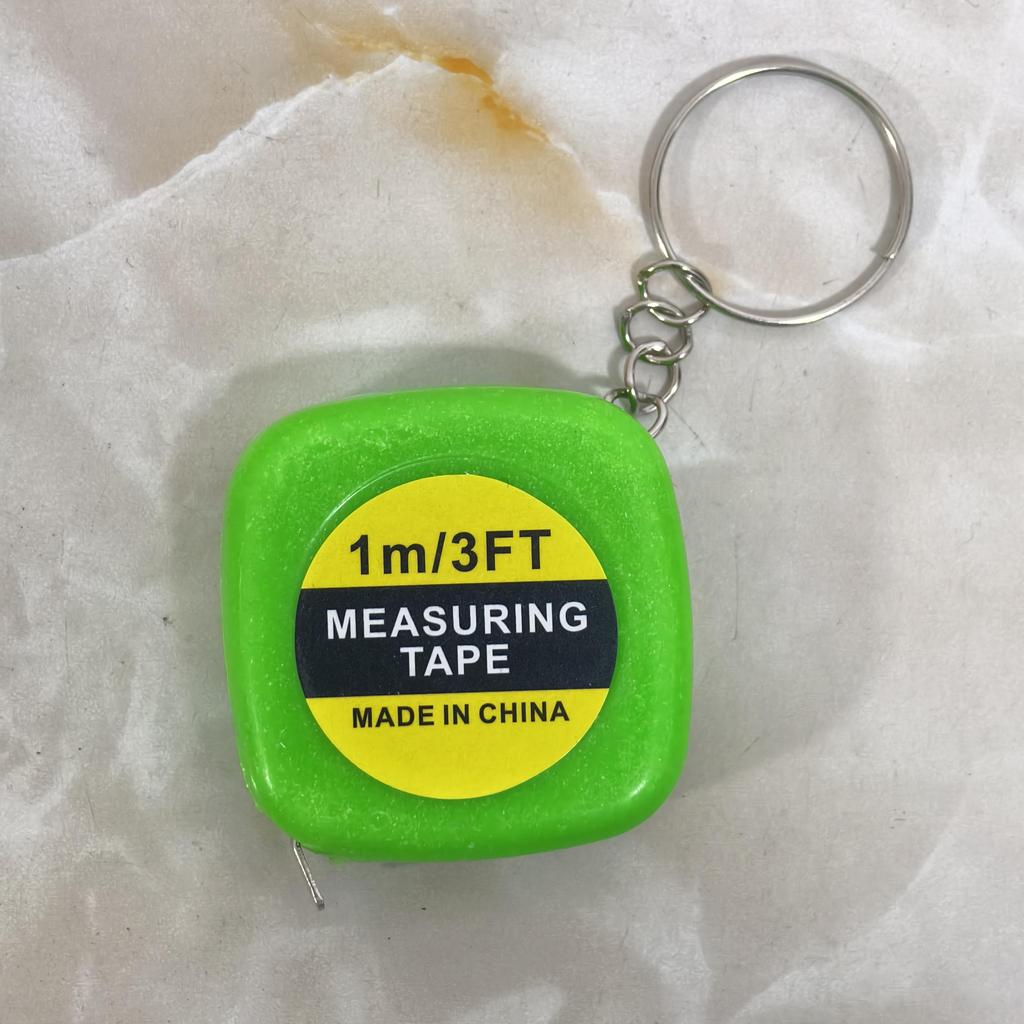 1m/3FT
MEASURING
TAPE
MADE IN CHINA